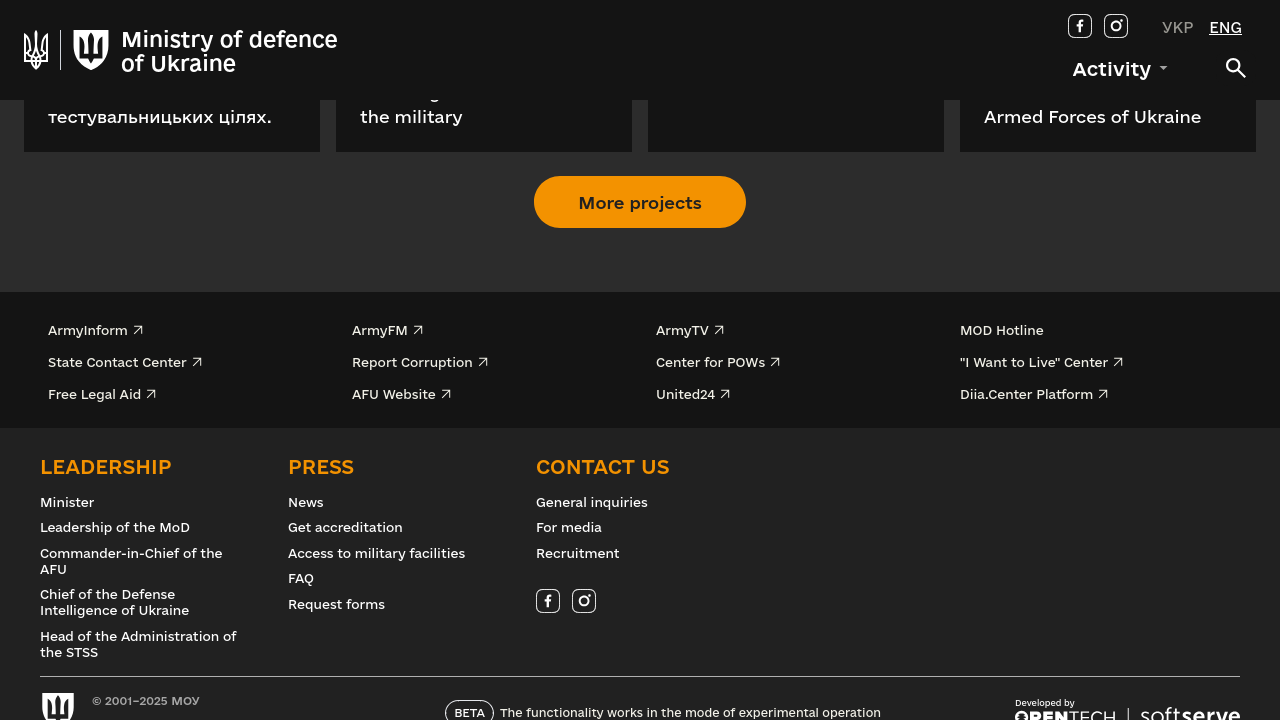 Ministry of defence
of Ukraine
УКР ENG
Activity
тестувальницьких цілях.
the military
Armed Forces of Ukraine
More projects
ArmyInform
ArmyFM
ArmyTV
MOD Hotline
State Contact Center
Report Corruption
Center for POWs
"I Want to Live" Center
Free Legal Aid
AFU Website
United24
Diia.Center Platform
LEADERSHIP
Minister
Leadership of the MoD
Commander-in-Chief of the
AFU
Chief of the Defense
Intelligence of Ukraine
Head of the Administration of
the STSS
PRESS
News
Get accreditation
Access to military facilities
FAQ
Request forms
CONTACT US
General inquiries
For media
Recruitment
© 2001–2025 МОУ
BETA The functionality works in the mode of experimental operation
Developed by
OPENTECH | softserve